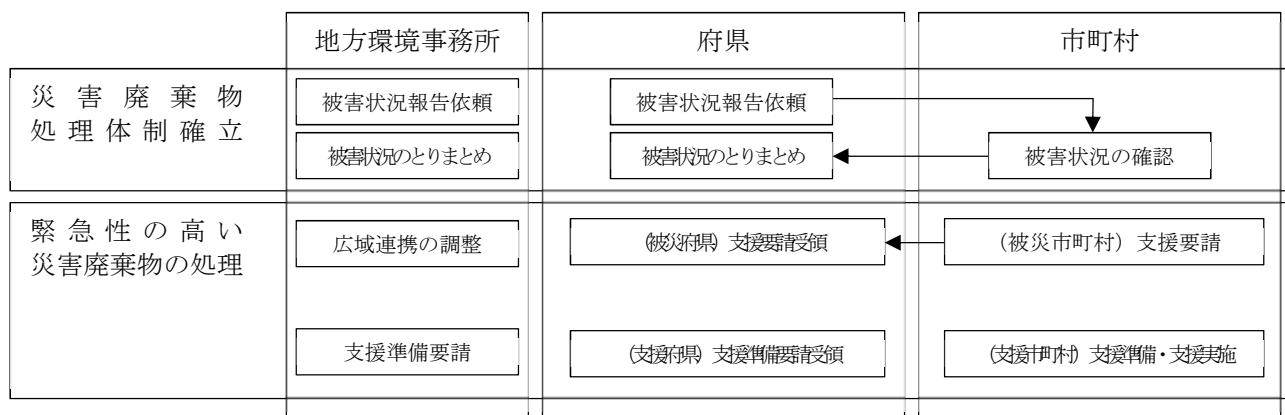 地方環境事務所
府県
市町村
災害廃棄物
処理体制確立
被害状況報告依頼
被害状況報告依頼
被害状況のとりまとめ
被害状況のとりまとめ
被害状況の確認
緊急性の高い
災害廃棄物の処理
広域連携の調整
(被災府県) 支援要請受領
(被災市町村) 支援要請
支援準備要請
(支援府県) 支援準備要請受領
(支援市町村) 支援準備・支援実施